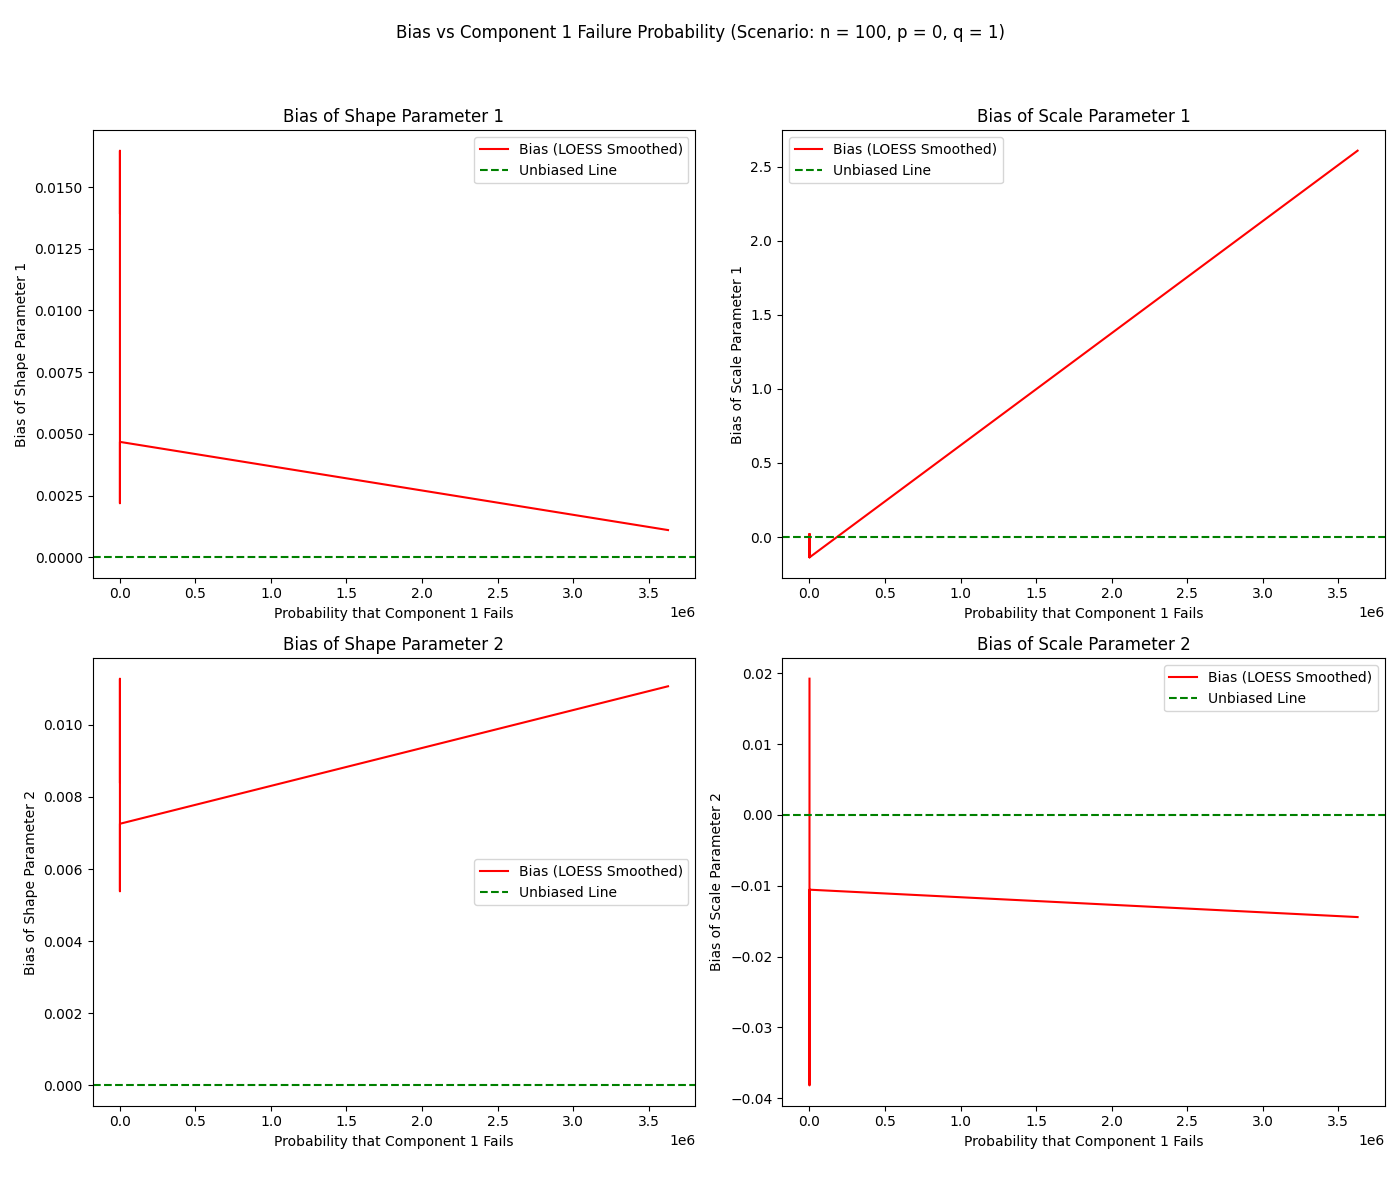 Bias vs Component 1 Failure Probability (Scenario: n = 100, p = 0, q = 1)
Bias of Shape Parameter 1
Bias (LOESS Smoothed)
Unbiased Line
Bias of Shape Parameter 1
0.0150
0.0125
0.0100
0.0075
0.0050
0.0025
0.0000
0.0 0.5 1.0 1.5 2.0 2.5 3.0 3.5
1e6
Probability that Component 1 Fails
Bias of Scale Parameter 1
Bias (LOESS Smoothed)
Unbiased Line
Bias of Scale Parameter 1
2.5
2.0
1.5
1.0
0.5
0.0
0.0 0.5 1.0 1.5 2.0 2.5 3.0 3.5
1e6
Probability that Component 1 Fails
Bias of Shape Parameter 2
Bias (LOESS Smoothed)
Unbiased Line
Bias of Shape Parameter 2
0.010
0.008
0.006
0.004
0.002
0.000
0.0 0.5 1.0 1.5 2.0 2.5 3.0 3.5
1e6
Probability that Component 1 Fails
Bias of Scale Parameter 2
Bias (LOESS Smoothed)
Unbiased Line
Bias of Scale Parameter 2
0.02
0.01
0.00
−0.01
−0.02
−0.03
−0.04
0.0 0.5 1.0 1.5 2.0 2.5 3.0 3.5
1e6
Probability that Component 1 Fails